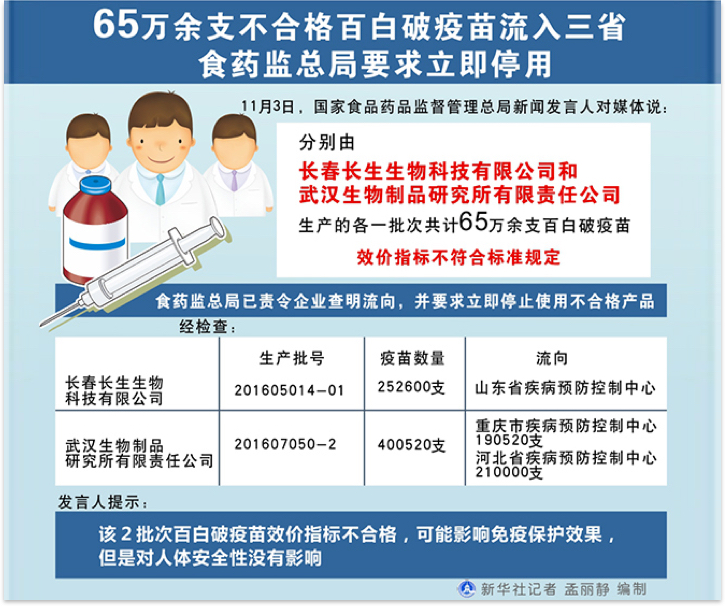 65万余支不合格百白破疫苗流入三省
食药监总局要求立即停用
11月3日，国家食品药品监督管理总局新闻发言人对媒体说：
分别由
长春长生生物科技有限公司和
武汉生物制品研究所有限责任公司
生产的各一批次共计65万余支百白破疫苗
效价指标不符合标准规定
食药监总局已责令企业查明流向，并要求立即停止使用不合格产品
经检查：
生产批号 疫苗数量 流向
长春长生生物
科技有限公司
201605014-01 252600支 山东省疾病预防控制中心
武汉生物制品
研究所有限责任公司
201607050-2 400520支
重庆市疾病预防控制中心
190520支
河北省疾病预防控制中心
210000支
发言人提示：
该2批次百白破疫苗效价指标不合格，可能影响免疫保护效果，
但是对人体安全性没有影响
新华社记者 孟丽静 编制